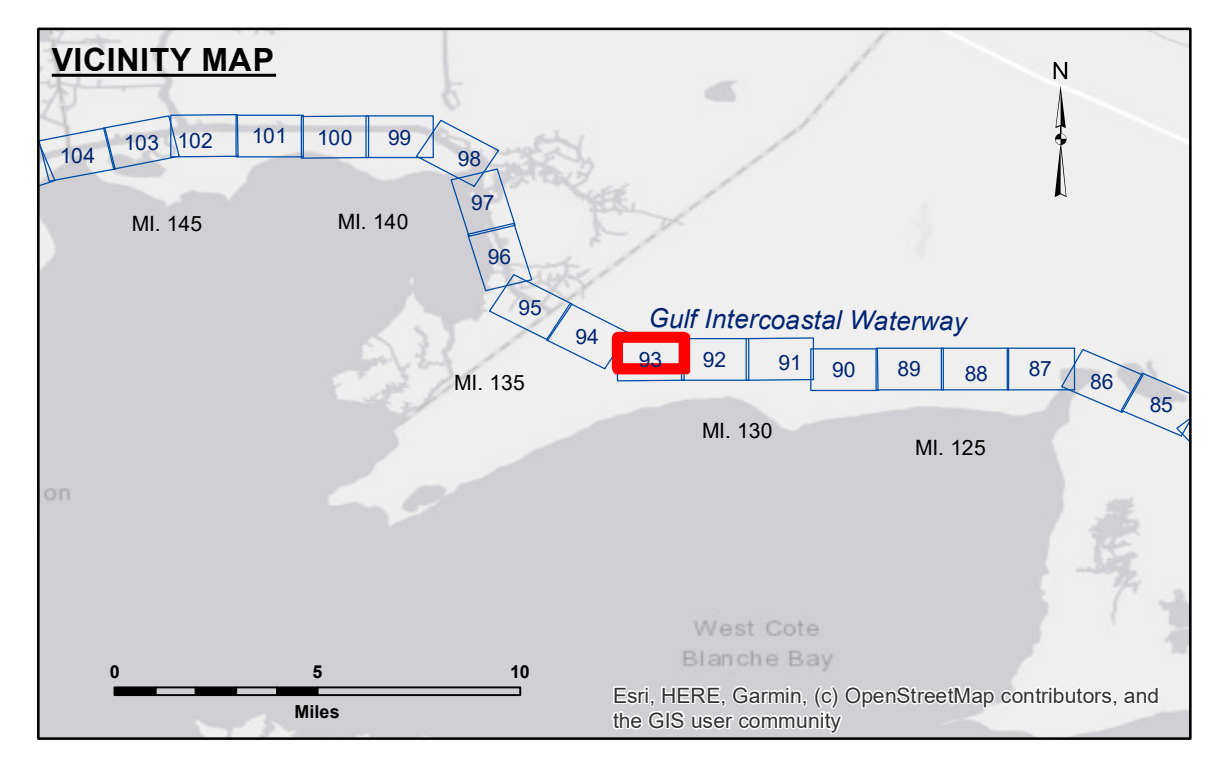 VICINITY MAP
N
104
103
102
101
100
99
98
97
96
95
94
93
92
91
90
89
88
87
86
85
MI. 145
MI. 140
Gulf Intercoastal Waterway
MI. 135
MI. 130
MI. 125
on
West Cote
Blanche Bay
0 5 10
Miles
Esri, HERE, Garmin, (c) OpenStreetMap contributors, and
the GIS user community